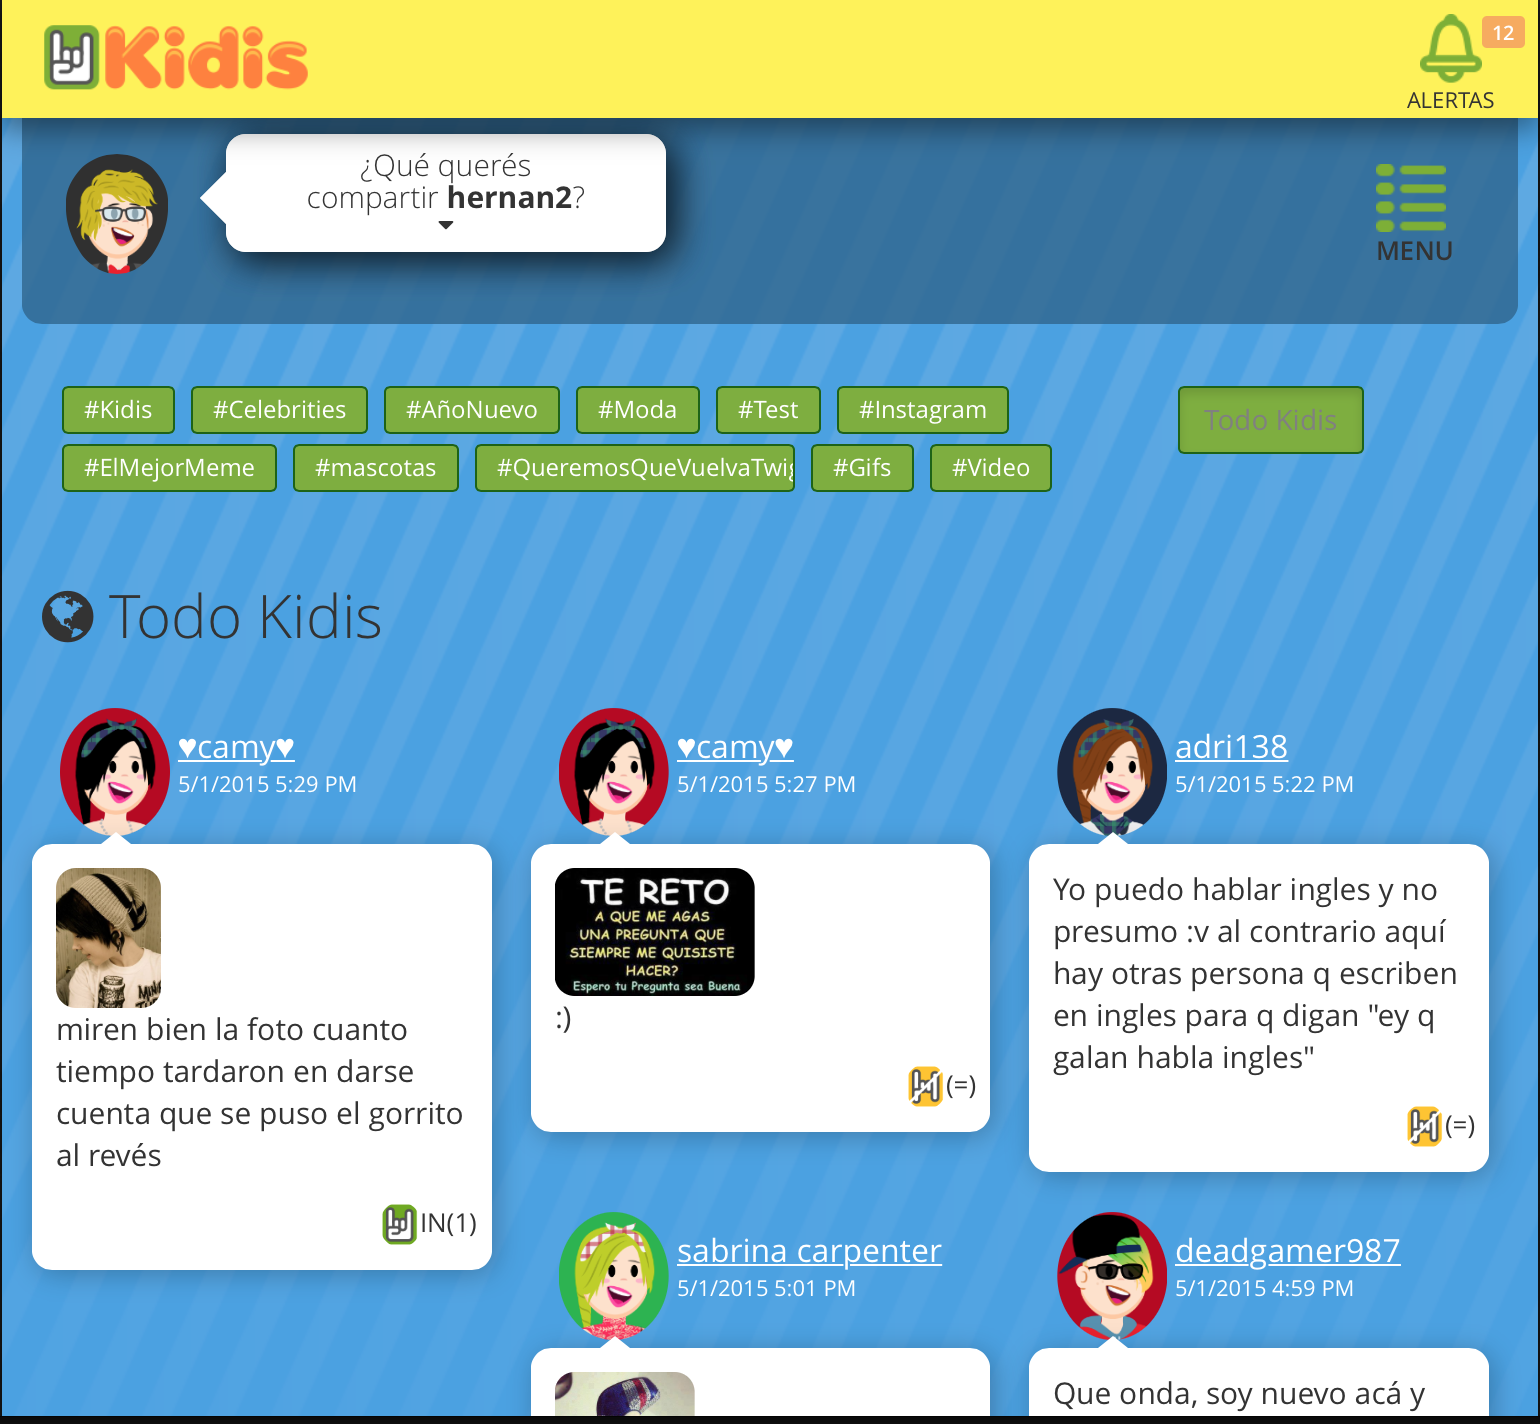 Kidis
12
ALERTAS
¿Qué querés
compartir hernan2?
MENU
#Kidis
#Celebrities
#AñoNuevo
#Moda
#Test
#Instagram
Todo Kidis
#ElMejorMeme
#mascotas
#QueremosQueVuelvaTwig
#Gifs
#Video
Todo Kidis
♥camy♥
5/1/2015 5:29 PM
miren bien la foto cuanto
tiempo tardaron en darse
cuenta que se puso el gorrito
al revés
IN(1)
♥camy♥
5/1/2015 5:27 PM
TE RETO
A QUE ME AGAS
UNA PREGUNTA QUE
SIEMPRE ME QUISISTE
HACER?
Espero tu Pregunta sea Buena
:)
(=)
adri138
5/1/2015 5:22 PM
Yo puedo hablar ingles y no
presumo :v al contrario aquí
hay otras persona q escriben
en ingles para q digan "ey q
galan habla ingles"
(=)
sabrina carpenter
5/1/2015 5:01 PM
deadgamer987
5/1/2015 4:59 PM
Que onda, soy nuevo acá y